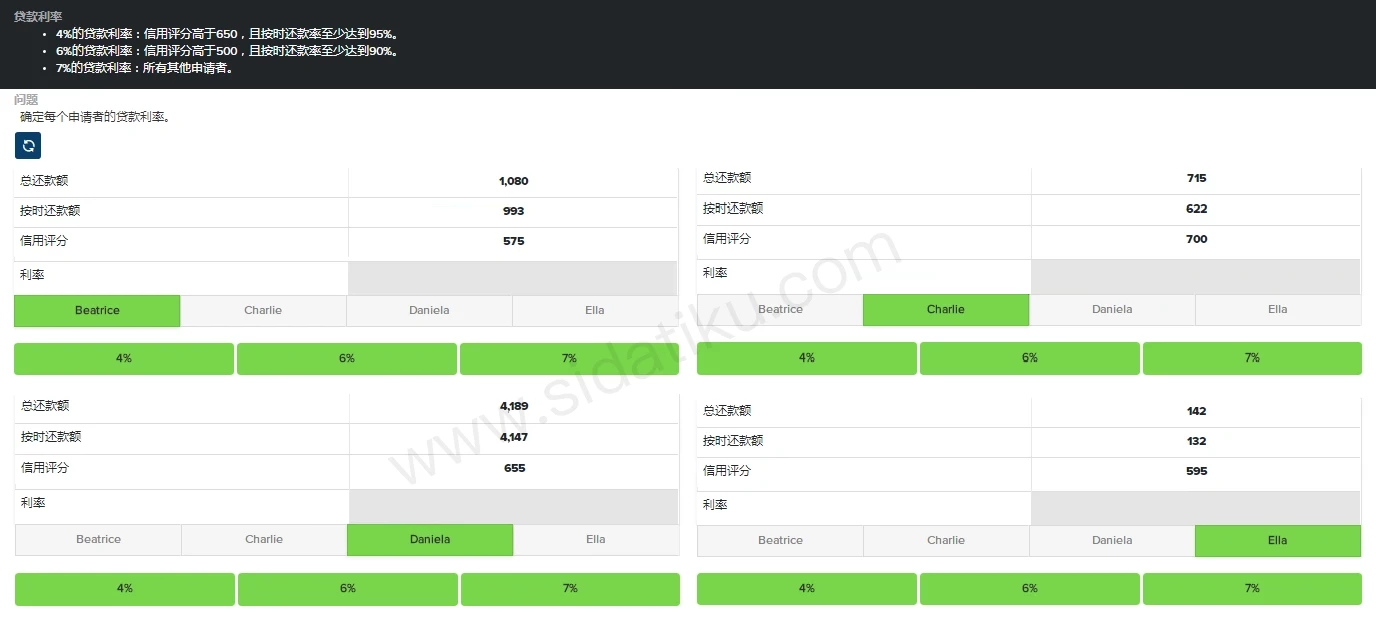 贷款利率
• 4%的贷款利率：信用评分高于650，且按时还款率至少达到95%。
• 6%的贷款利率：信用评分高于500，且按时还款率至少达到90%。
• 7%的贷款利率：所有其他申请者。
问题
确定每个申请者的贷款利率。
总还款额 1,080
按时还款额 993
信用评分 575
利率
Beatrice Charlie Daniela Ella
4% 6% 7%
总还款额 715
按时还款额 622
信用评分 700
利率
Beatrice Charlie Daniela Ella
4% 6% 7%
总还款额 4,189
按时还款额 4,147
信用评分 655
利率
Beatrice Charlie Daniela Ella
4% 6% 7%
总还款额 142
按时还款额 132
信用评分 595
利率
Beatrice Charlie Daniela Ella
4% 6% 7%
www.sidatiku.com